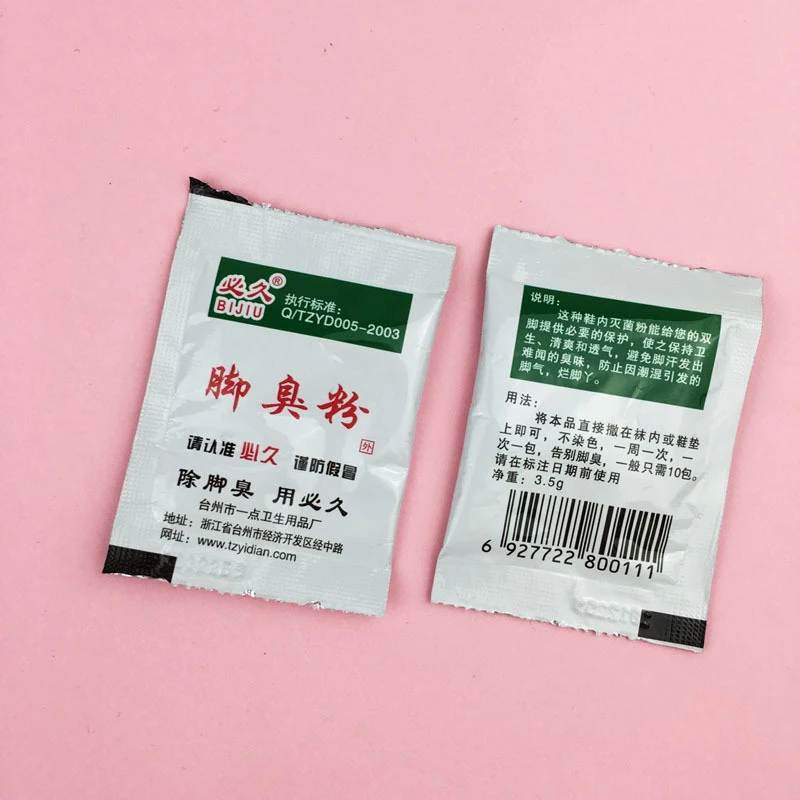 必久®
BIJIU
执行标准:
Q/TZYD005-2003
脚臭粉
外
请认准 必久 谨防假冒
除脚臭 用必久
台州市一点卫生用品厂
地址: 浙江省台州市经济开发区经中路
网址: www.tzyidian.com
说明:
这种鞋内灭菌粉能给您的双
脚提供必要的保护, 使之保持卫
生、清爽和透气, 避免脚汗发出
难闻的臭味, 防止因潮湿引发的
脚气, 烂脚丫。
用法:
将本品直接撒在袜内或鞋垫
上即可, 不染色, 一周一次, 一
次一包, 告别脚臭, 一般只需10包。
请在标注日期前使用
净重: 3.5g
6 927722 800111